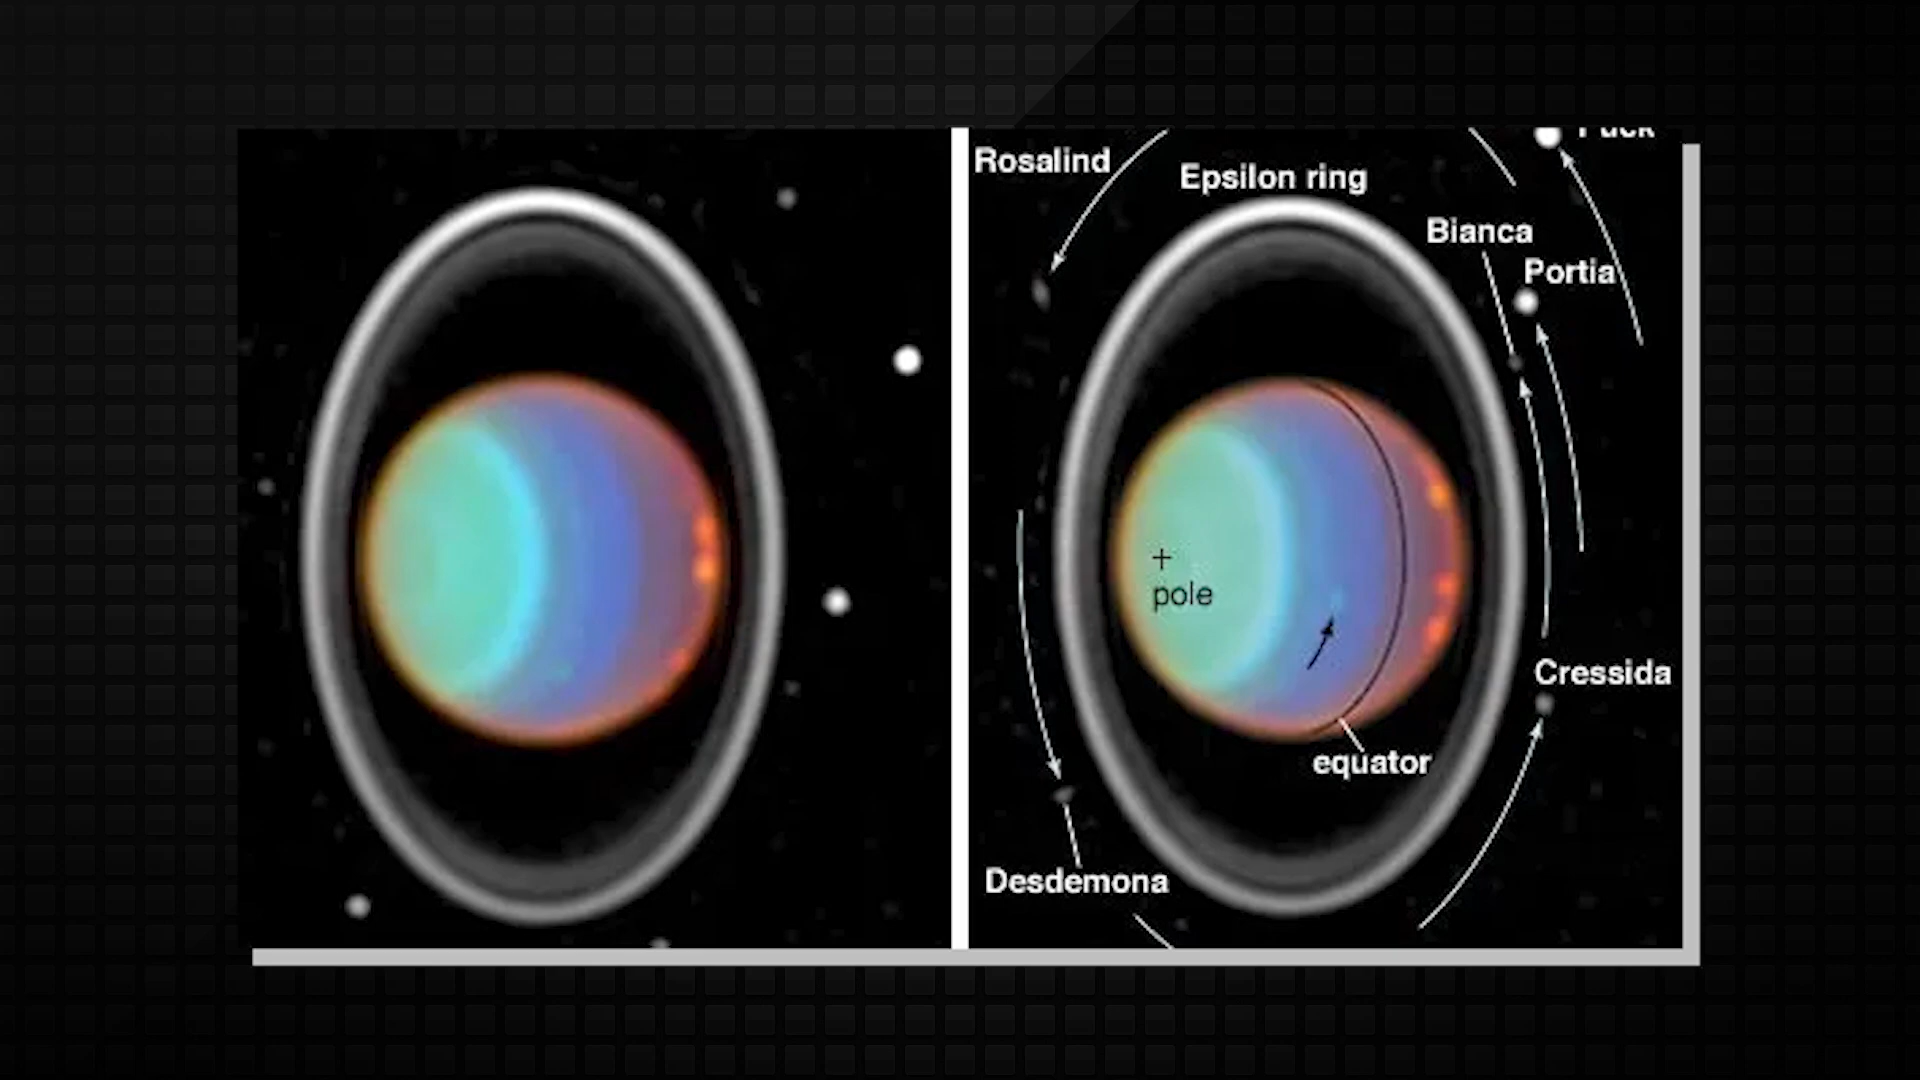 Rosalind
Epsilon ring
Bianca
Portia
+
pole
Cressida
equator
Desdemona